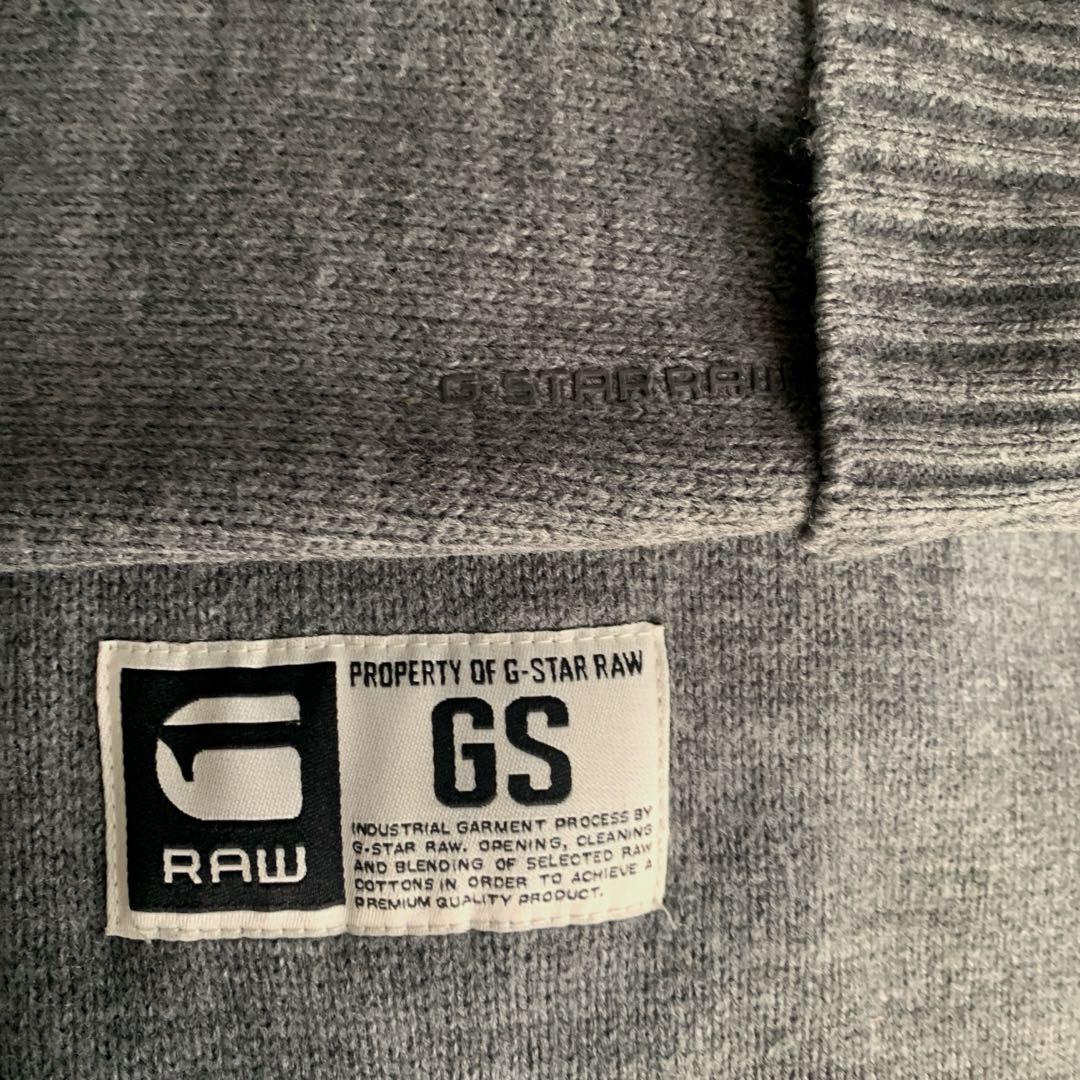 G-STAR RAW
PROPERTY OF G-STAR RAW
GS
RAW
INDUSTRIAL GARMENT PROCESS BY
G-STAR RAW. OPENING, CLEANING
AND BLENDING OF SELECTED RAW
COTTONS IN ORDER TO ACHIEVE A
PREMIUM QUALITY PRODUCT.